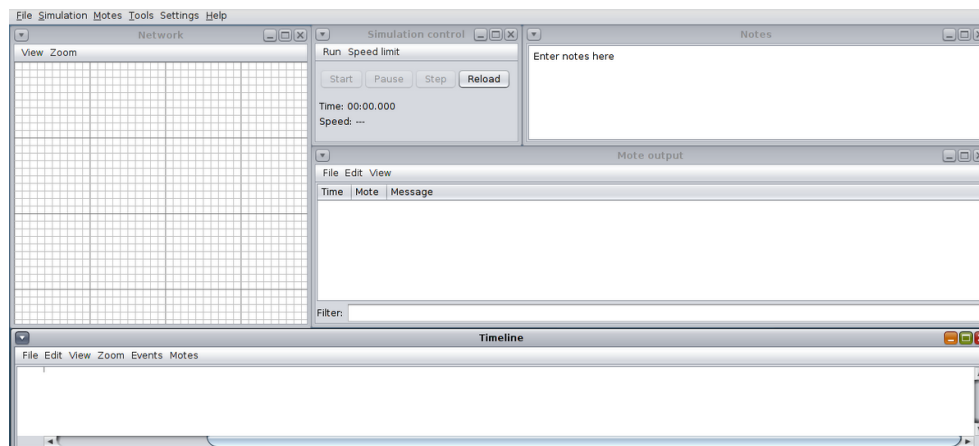 File Simulation Motes Tools Settings Help
Network
View Zoom
Simulation control
Run Speed limit
Start Pause Step Reload
Time: 00:00.000
Speed: ---
Notes
Enter notes here
Mote output
File Edit View
Time Mote Message
Filter:
Timeline
File Edit View Zoom Events Motes